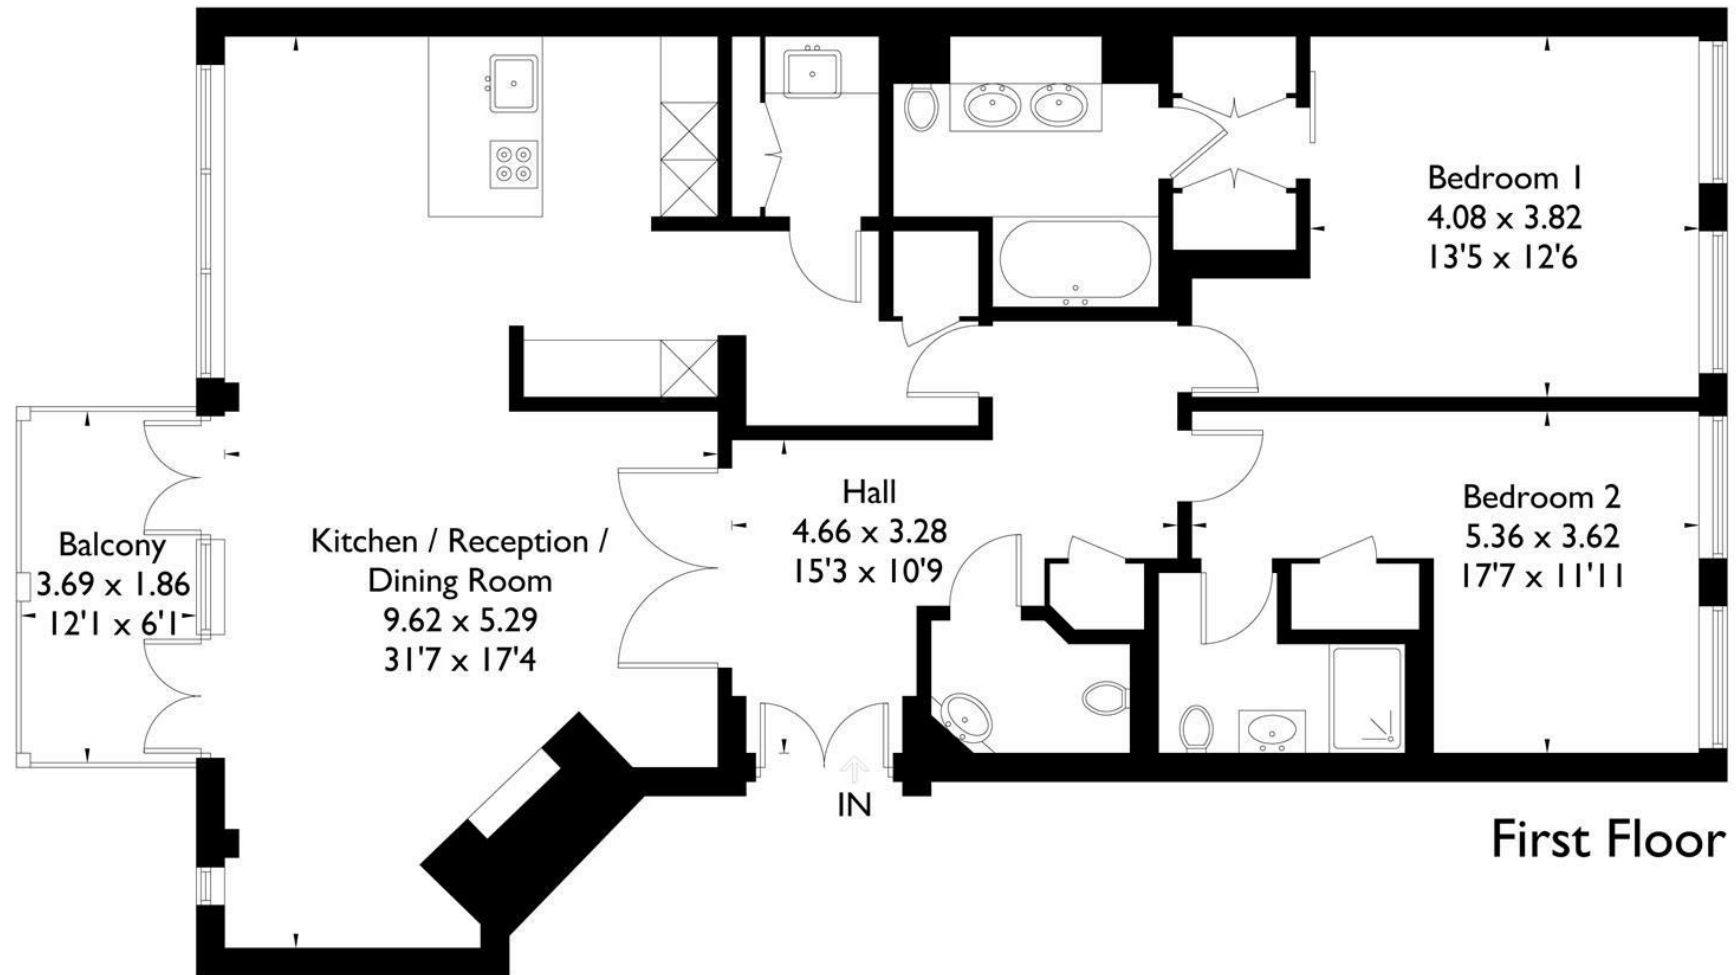 Bedroom 1
4.08 x 3.82
13'5 x 12'6
Hall
4.66 x 3.28
15'3 x 10'9
Bedroom 2
5.36 x 3.62
17'7 x 11'11
Balcony
3.69 x 1.86
12'1 x 6'1
Kitchen / Reception /
Dining Room
9.62 x 5.29
31'7 x 17'4
IN
First Floor